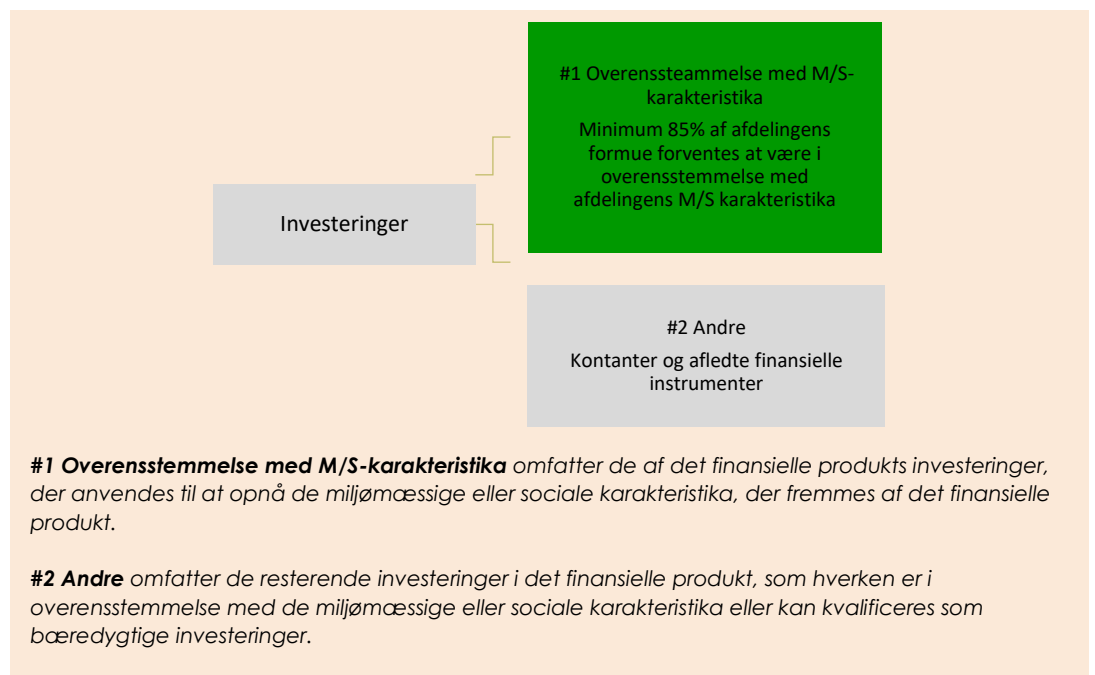 #1 Overenssteammelse med M/S-
karakteristika
Minimum 85% af afdelingens
formue forventes at være i
overensstemmelse med
afdelingens M/S karakteristika
Investeringer
#2 Andre
Kontanter og afledte finansielle
instrumenter
#1 Overensstemmelse med M/S-karakteristika omfatter de af det finansielle produkts investeringer,
der anvendes til at opnå de miljømæssige eller sociale karakteristika, der fremmes af det finansielle
produkt.
#2 Andre omfatter de resterende investeringer i det finansielle produkt, som hverken er i
overensstemmelse med de miljømæssige eller sociale karakteristika eller kan kvalificeres som
bæredygtige investeringer.